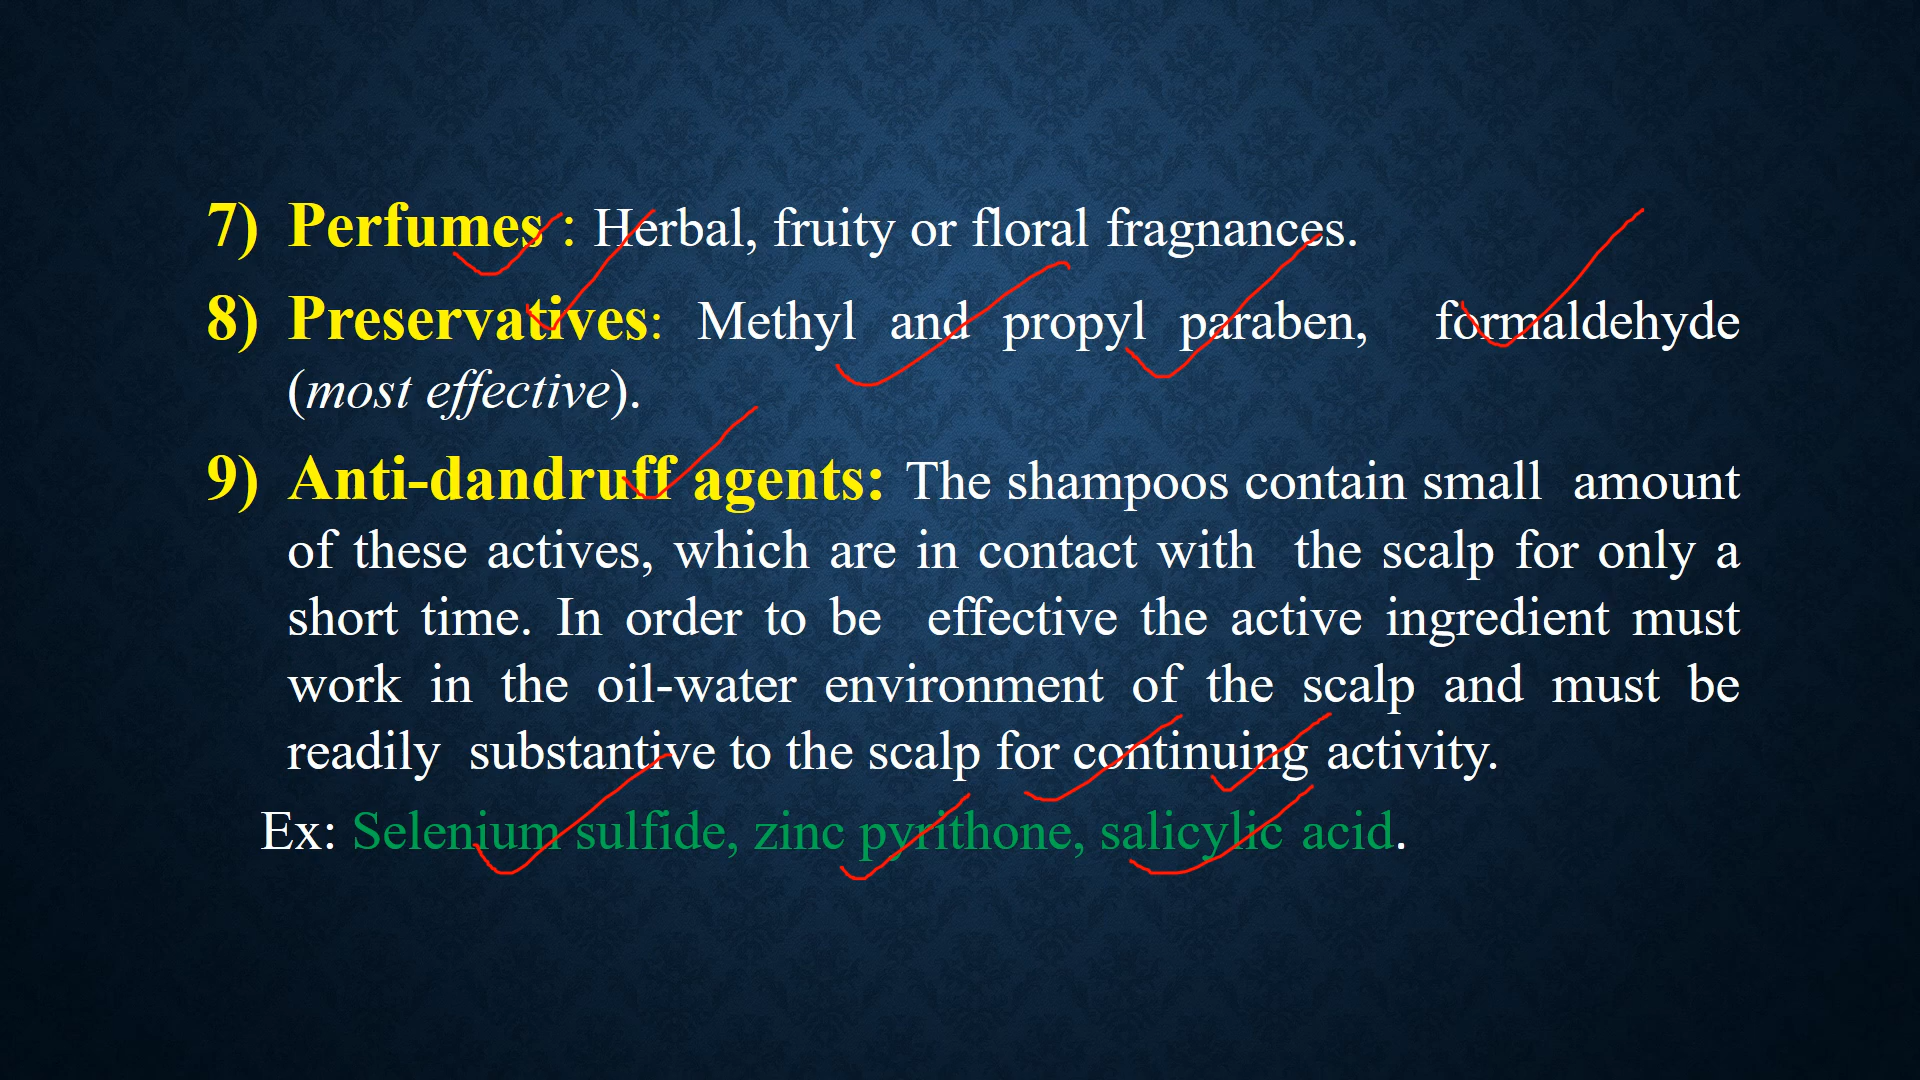 7) Perfumes : Herbal, fruity or floral fragnances.
8) Preservatives: Methyl and propyl paraben, formaldehyde
(most effective).
9) Anti-dandruff agents: The shampoos contain small amount
of these actives, which are in contact with the scalp for only a
short time. In order to be effective the active ingredient must
work in the oil-water environment of the scalp and must be
readily substantive to the scalp for continuing activity.
Ex: Selenium sulfide, zinc pyrithone, salicylic acid.